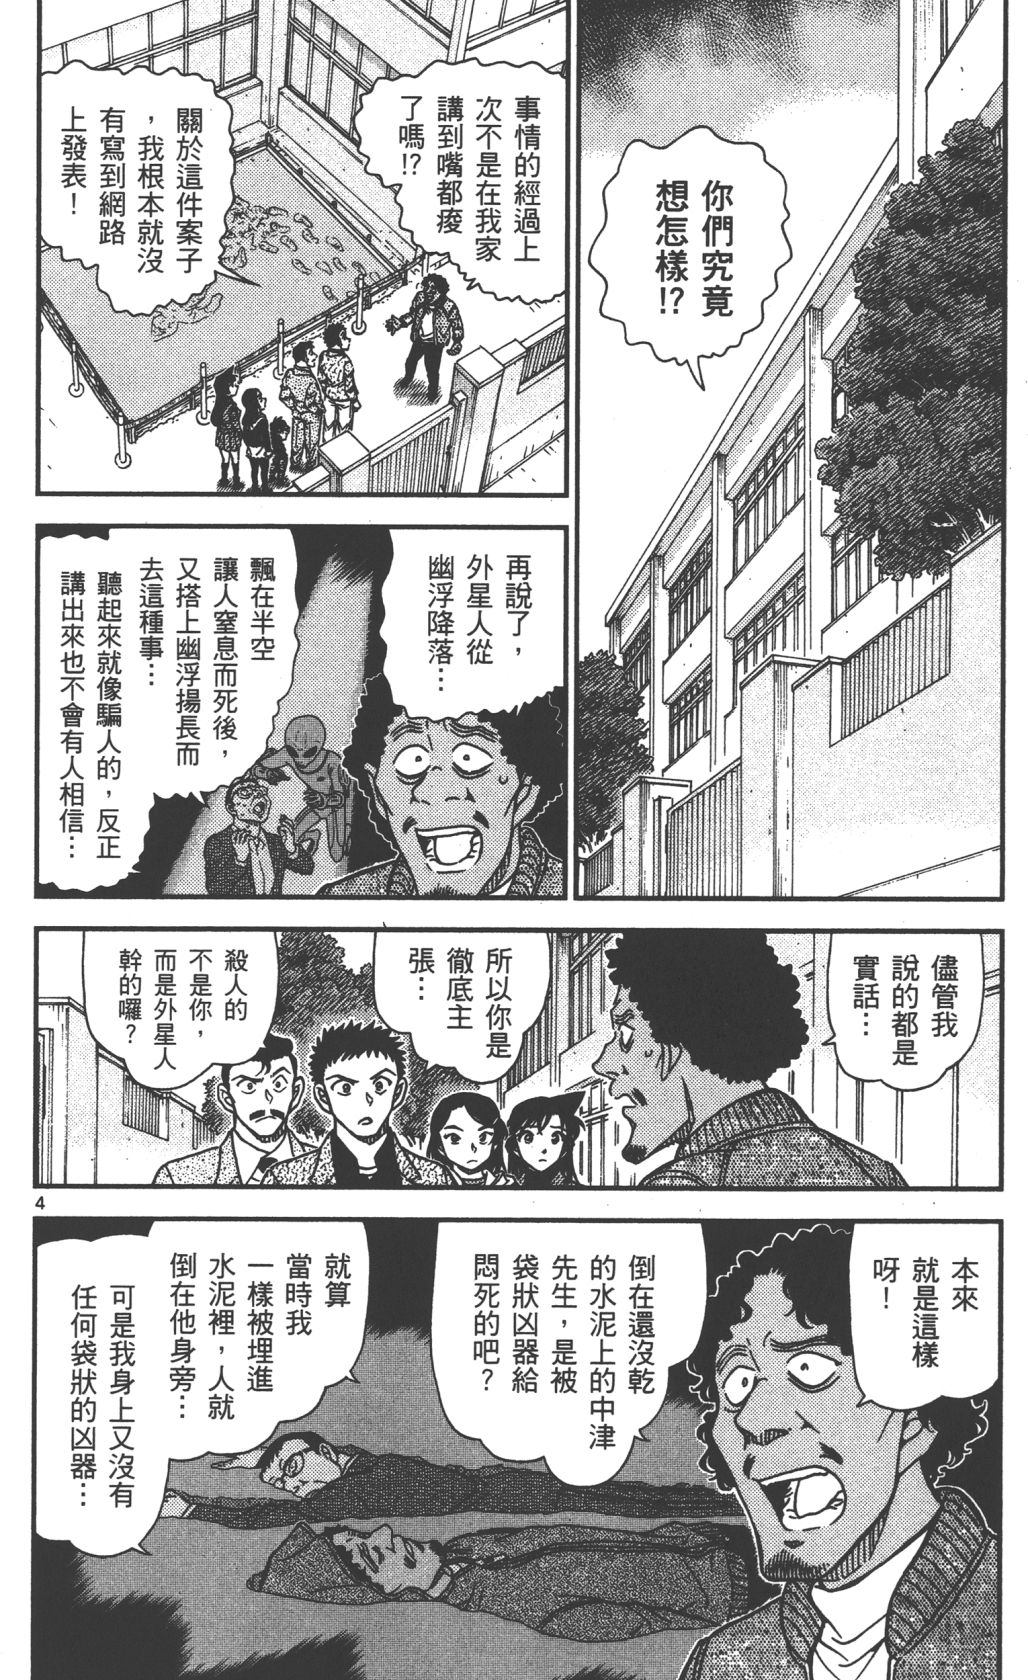 你們究竟
想怎樣!?
事情的經過上
次不是在我家
講到嘴都痠
了嗎!?
關於這件案子
，我根本就沒
有寫到網路
上發表！
再說了，
外星人從
幽浮降落…
飄在半空
讓人窒息而死後，
又搭上幽浮揚長而
去這種事…
聽起來就像騙人的，反正
講出來也不會有人相信…
儘管我
說的都是
實話…
所以你是
徹底主
張…
殺人的
不是你，
而是外星人
幹的囉？
4
本來
就是這樣
呀！
倒在還沒乾
的水泥上的中津
先生，是被
袋狀凶器給
悶死的吧？
就算
當時我
一樣被埋進
水泥裡，人就
倒在他身旁…
可是我身上又沒有
任何袋狀的凶器…